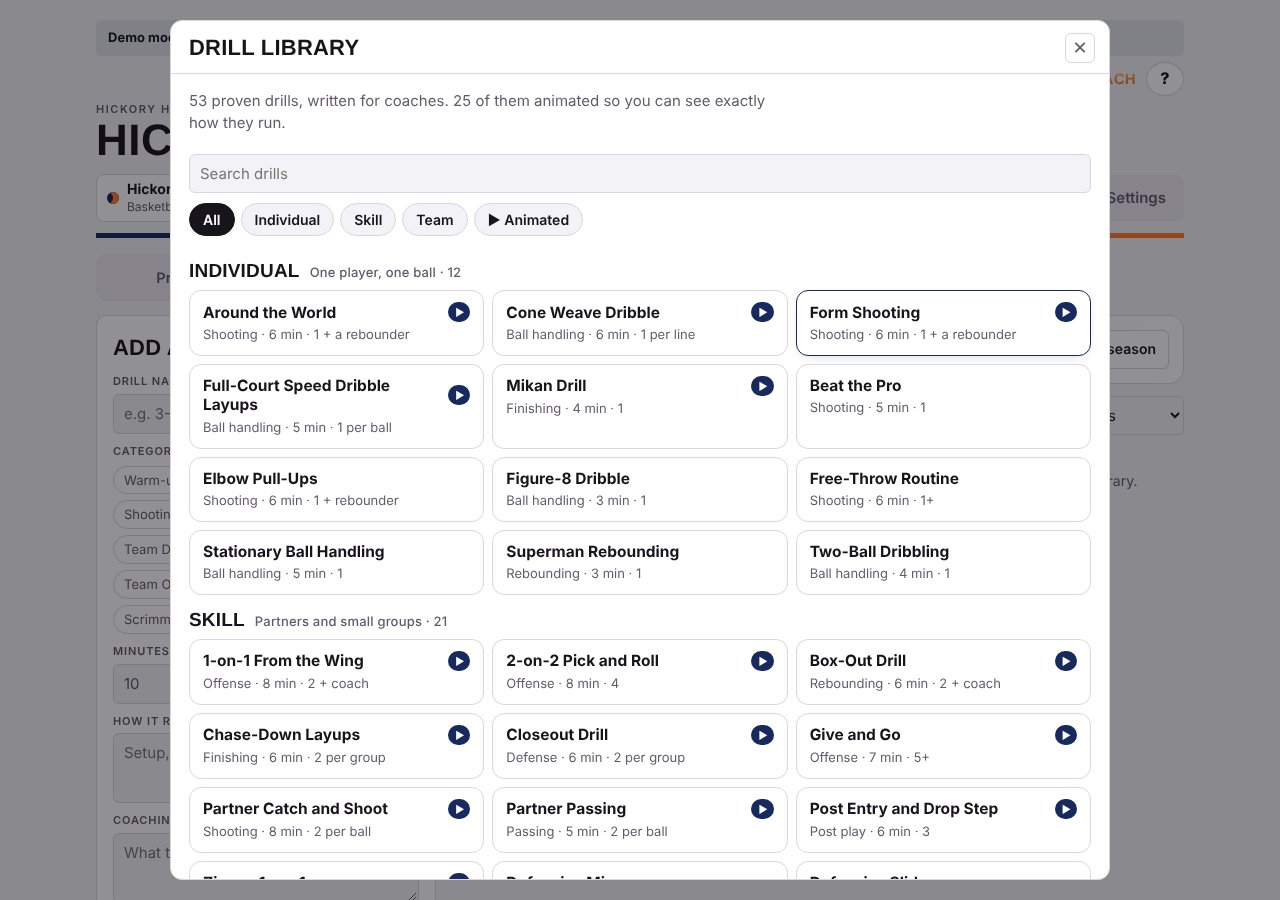 Demo mo
DRILL LIBRARY
ACH
?
HICKORY H
HIC
53 proven drills, written for coaches. 25 of them animated so you can see exactly
how they run.
Search drills
Hickor
Basketb
Settings
All
Individual
Skill
Team
▶ Animated
Pr
INDIVIDUAL One player, one ball · 12
Around the World
Shooting · 6 min · 1 + a rebounder
Cone Weave Dribble
Ball handling · 6 min · 1 per line
Form Shooting
Shooting · 6 min · 1 + a rebounder
Full-Court Speed Dribble
Layups
Ball handling · 5 min · 1 per ball
Mikan Drill
Finishing · 4 min · 1
Beat the Pro
Shooting · 5 min · 1
Elbow Pull-Ups
Shooting · 6 min · 1 + rebounder
Figure-8 Dribble
Ball handling · 3 min · 1
Free-Throw Routine
Shooting · 6 min · 1+
Stationary Ball Handling
Ball handling · 5 min · 1
Superman Rebounding
Rebounding · 3 min · 1
Two-Ball Dribbling
Ball handling · 4 min · 1
SKILL Partners and small groups · 21
1-on-1 From the Wing
Offense · 8 min · 2 + coach
2-on-2 Pick and Roll
Offense · 8 min · 4
Box-Out Drill
Rebounding · 6 min · 2 + coach
Chase-Down Layups
Finishing · 6 min · 2 per group
Closeout Drill
Defense · 6 min · 2 per group
Give and Go
Offense · 7 min · 5+
Partner Catch and Shoot
Shooting · 8 min · 2 per ball
Partner Passing
Passing · 5 min · 2 per ball
Post Entry and Drop Step
Post play · 6 min · 3
ADD
DRILL NA
e.g. 3-
CATEGOR
Warm-u
Shootin
Team D
Team O
Scrimm
MINUTES
10
HOW IT R
Setup,
COACHIN
What t
season
s
rary.